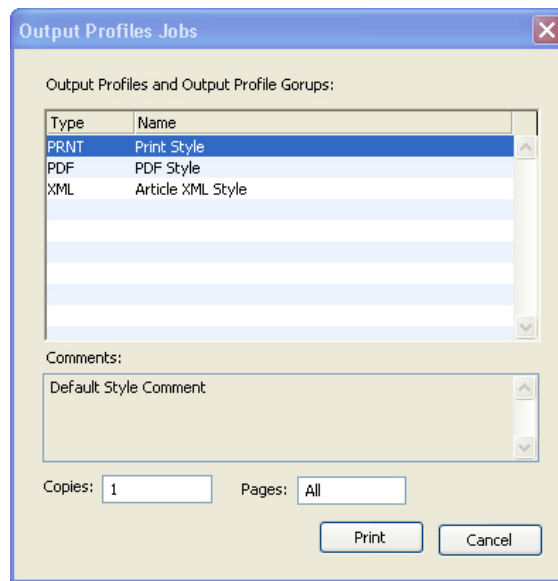 Output Profiles Jobs
Output Profiles and Output Profile Gorups:
Type Name
PRNT Print Style
PDF PDF Style
XML Article XML Style
Comments:
Default Style Comment
Copies: 1 Pages: All
Print Cancel